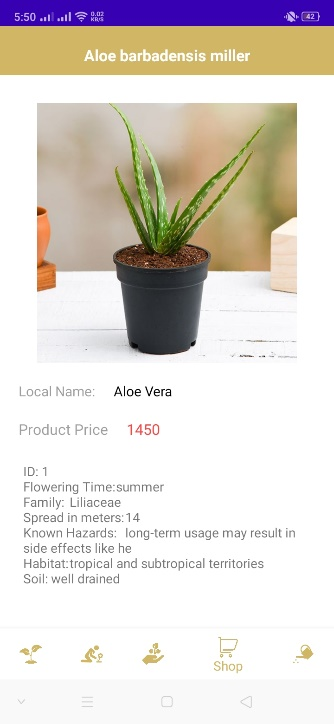 5:50 0.02 KB/S 42
Aloe barbadensis miller
Local Name: Aloe Vera
Product Price 1450
ID: 1
Flowering Time:summer
Family: Liliaceae
Spread in meters:14
Known Hazards: long-term usage may result in
side effects like he
Habitat:tropical and subtropical territories
Soil: well drained
Shop